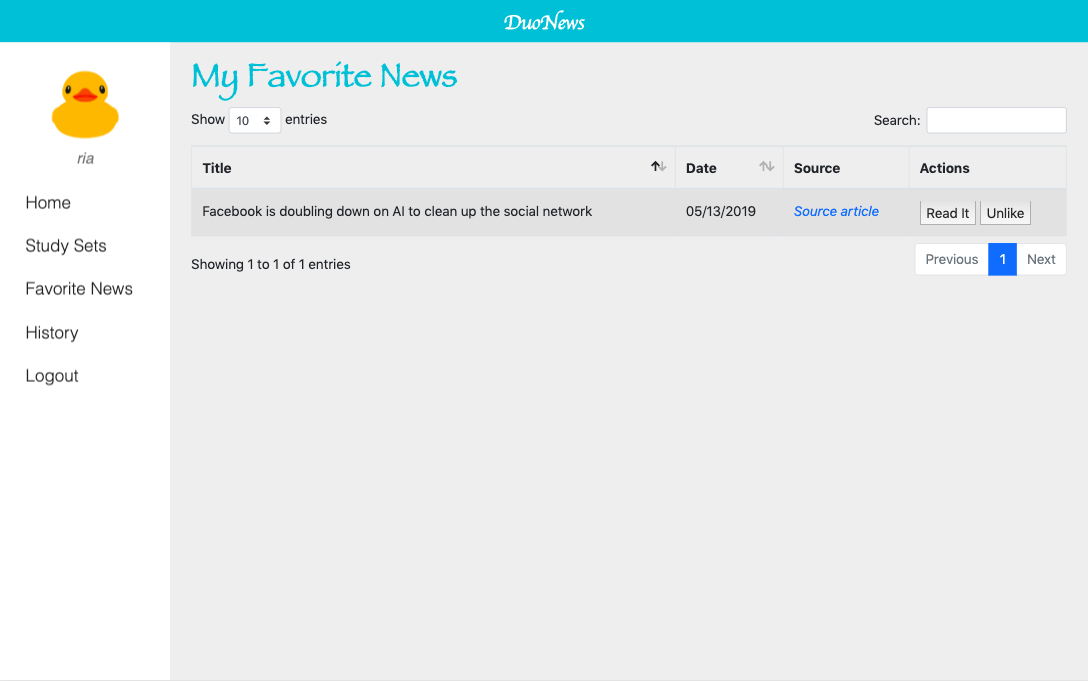 DuoNews
ria
Home
Study Sets
Favorite News
History
Logout
My Favorite News
Show 10 entries
Search:
Title Date Source Actions
Facebook is doubling down on AI to clean up the social network 05/13/2019 Source article Read It Unlike
Showing 1 to 1 of 1 entries
Previous 1 Next